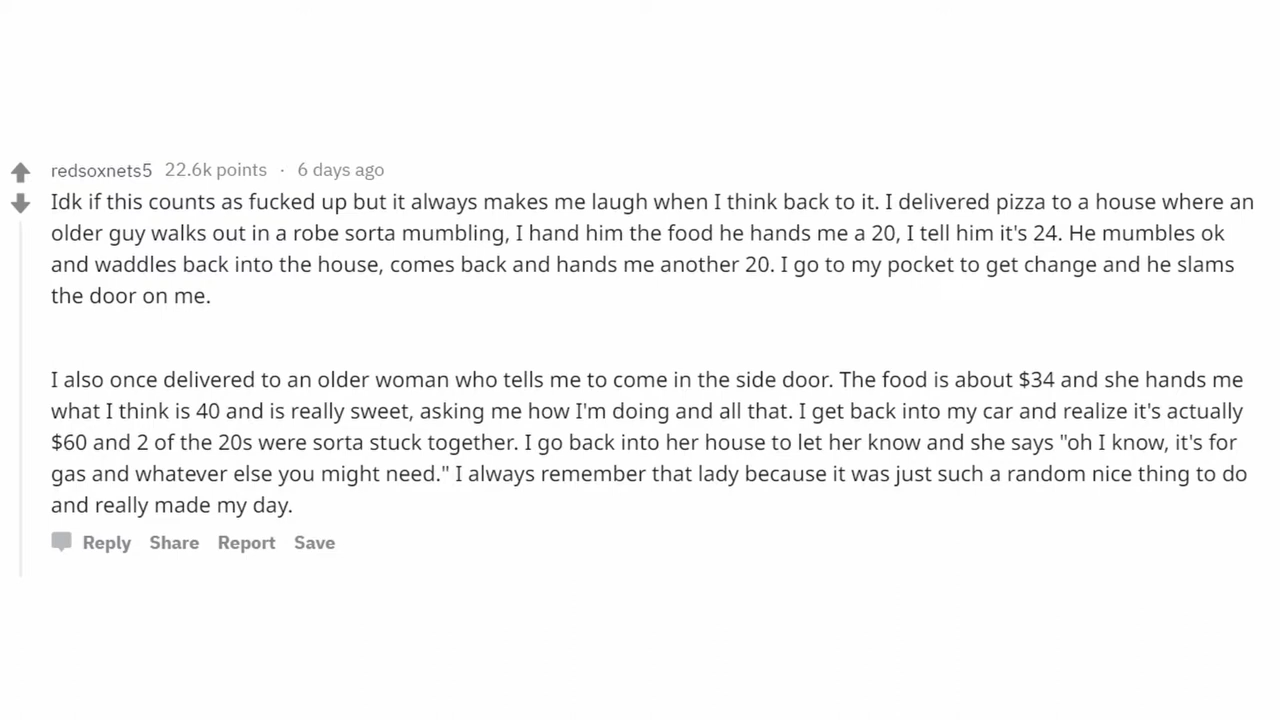 redsoxnets5 22.6k points · 6 days ago
Idk if this counts as fucked up but it always makes me laugh when I think back to it. I delivered pizza to a house where an
older guy walks out in a robe sorta mumbling, I hand him the food he hands me a 20, I tell him it's 24. He mumbles ok
and waddles back into the house, comes back and hands me another 20. I go to my pocket to get change and he slams
the door on me.
I also once delivered to an older woman who tells me to come in the side door. The food is about $34 and she hands me
what I think is 40 and is really sweet, asking me how I'm doing and all that. I get back into my car and realize it's actually
$60 and 2 of the 20s were sorta stuck together. I go back into her house to let her know and she says "oh I know, it's for
gas and whatever else you might need." I always remember that lady because it was just such a random nice thing to do
and really made my day.
Reply Share Report Save